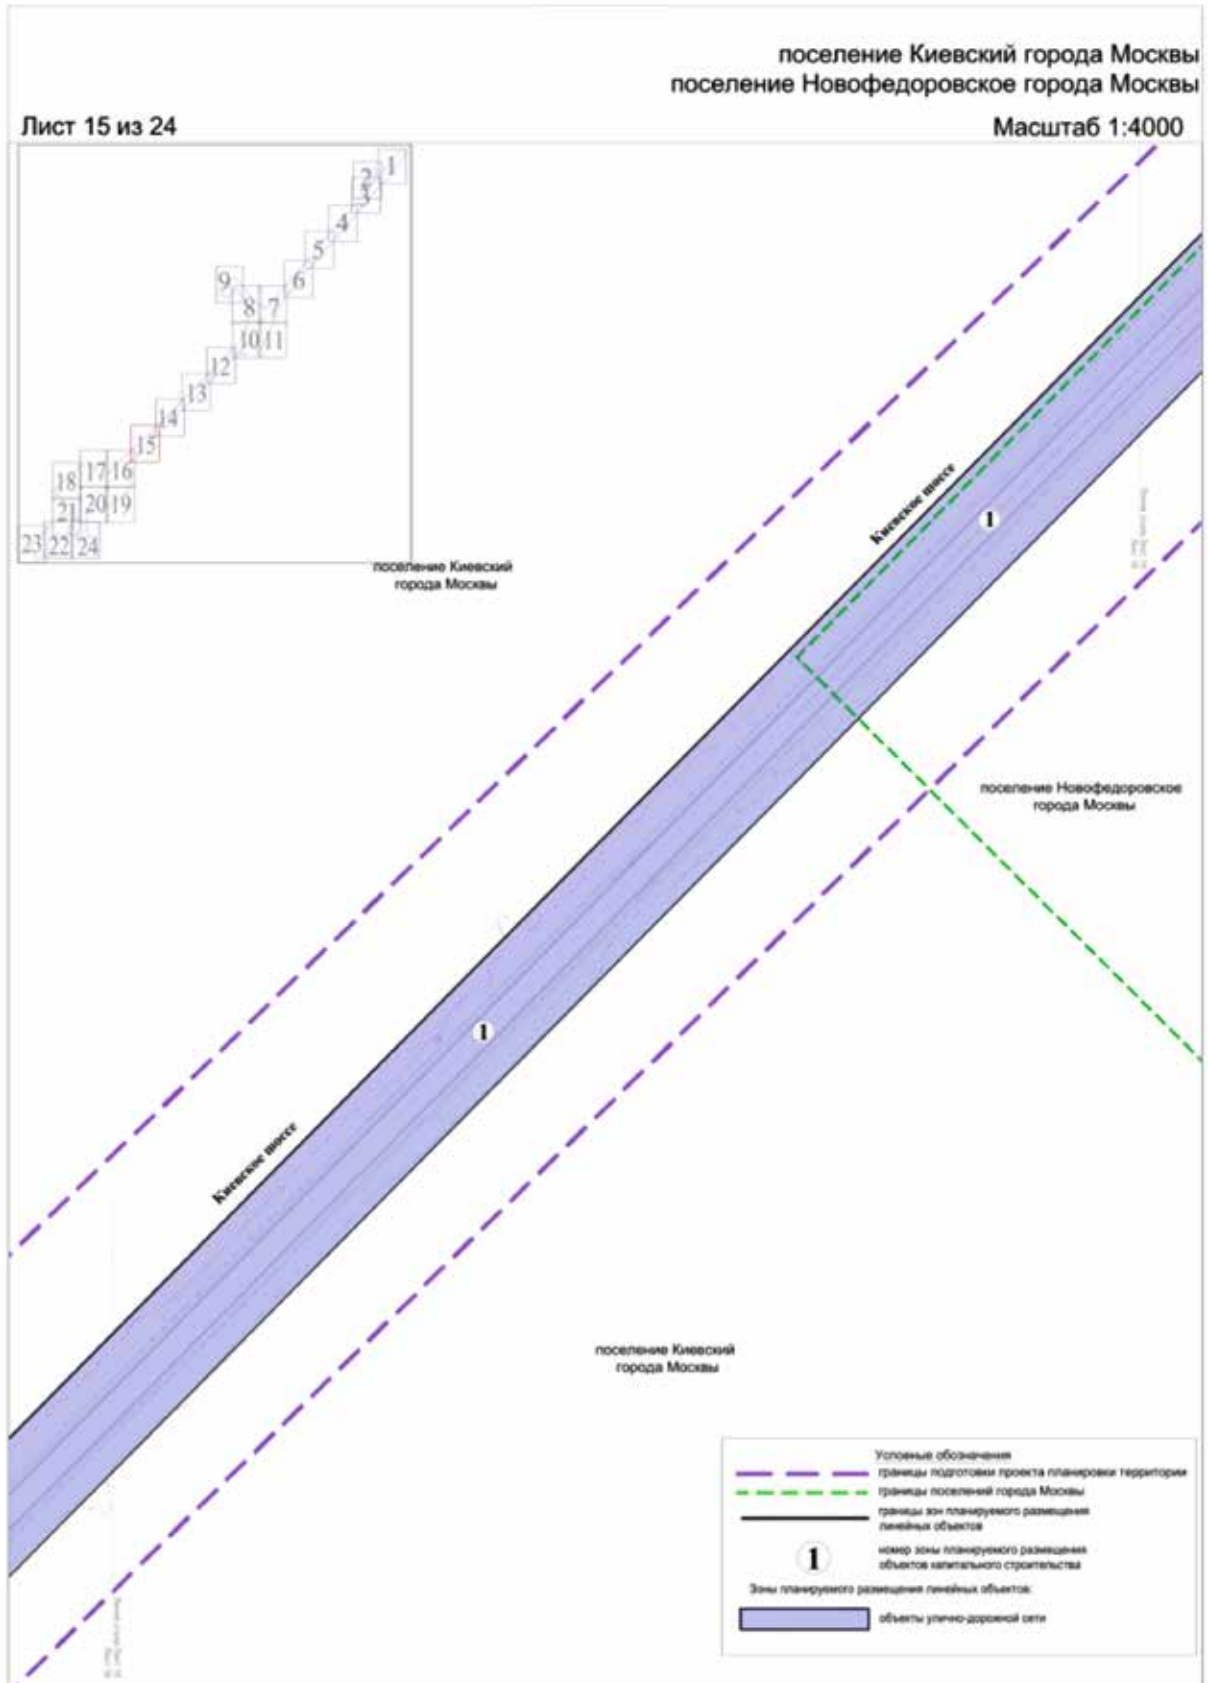 поселение Киевский города Москвы
поселение Новофедоровское города Москвы
Лист 15 из 24
Масштаб 1:4000
1
2
3
4
5
6
9
8
7
10
11
12
13
14
15
18
17
16
21
20
19
23
22
24
поселение Киевский
города Москвы
Киевское шоссе
1
поселение Новофедоровское
города Москвы
1
Киевское шоссе
поселение Киевский
города Москвы
Условные обозначения
границы подготовки проекта планировки территории
границы поселений города Москвы
границы зон планируемого размещения
линейных объектов
1
номер зоны планируемого размещения
объектов капитального строительства
Зоны планируемого размещения линейных объектов:
объекты улично-дорожной сети